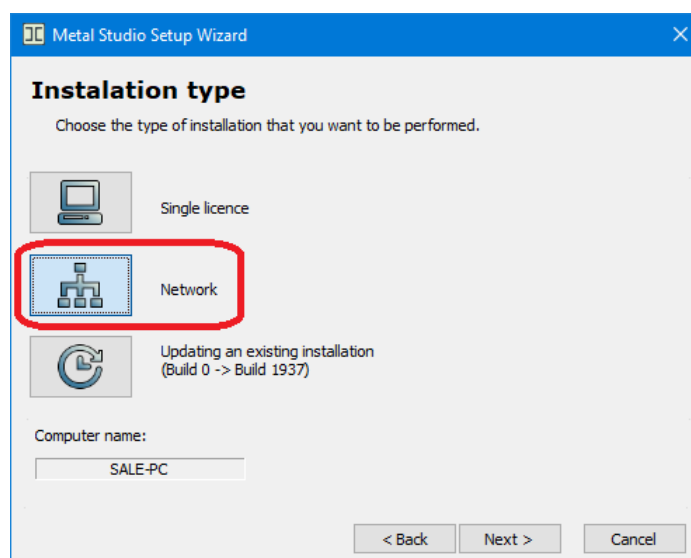 Metal Studio Setup Wizard
Instalation type
Choose the type of installation that you want to be performed.
Single licence
Network
Updating an existing installation
(Build 0 -> Build 1937)
Computer name:
SALE-PC
< Back Next > Cancel